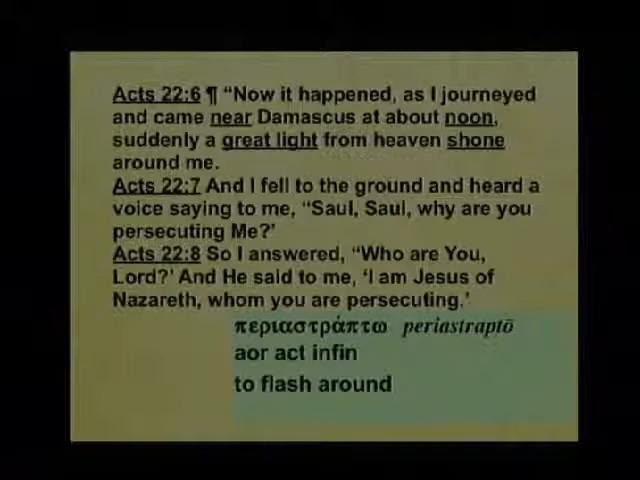 Acts 22:6 ¶ “Now it happened, as I journeyed
and came near Damascus at about noon,
suddenly a great light from heaven shone
around me.
Acts 22:7 And I fell to the ground and heard a
voice saying to me, “Saul, Saul, why are you
persecuting Me?’
Acts 22:8 So I answered, “Who are You,
Lord?’ And He said to me, ‘I am Jesus of
Nazareth, whom you are persecuting.’
περιαστράπτω periastraptō
aor act infin
to flash around